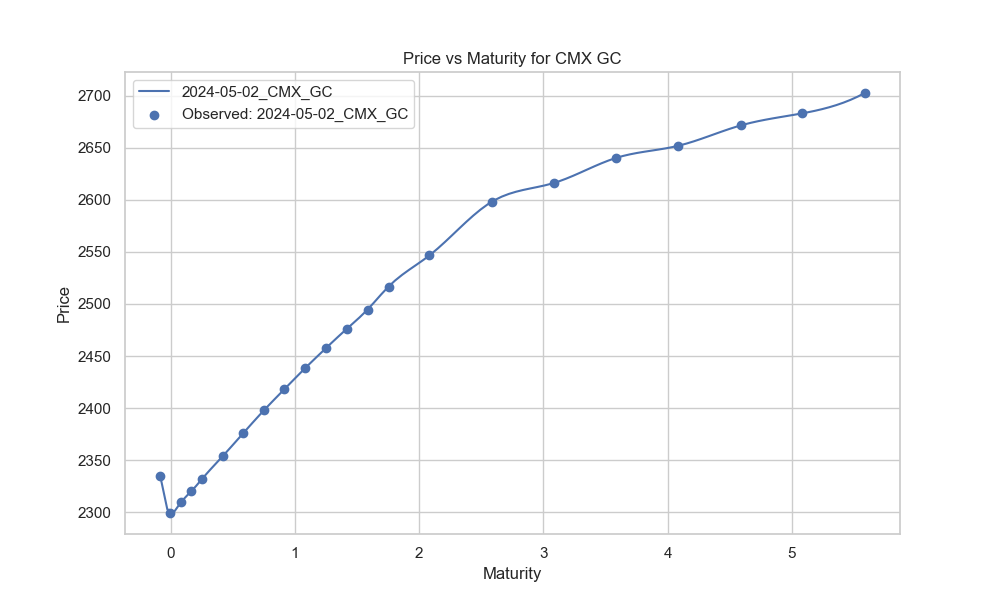 Price vs Maturity for CMX GC
2024-05-02_CMX_GC
Observed: 2024-05-02_CMX_GC
2700
2650
2600
2550
2500
2450
2400
2350
2300
Price
0 1 2 3 4 5
Maturity